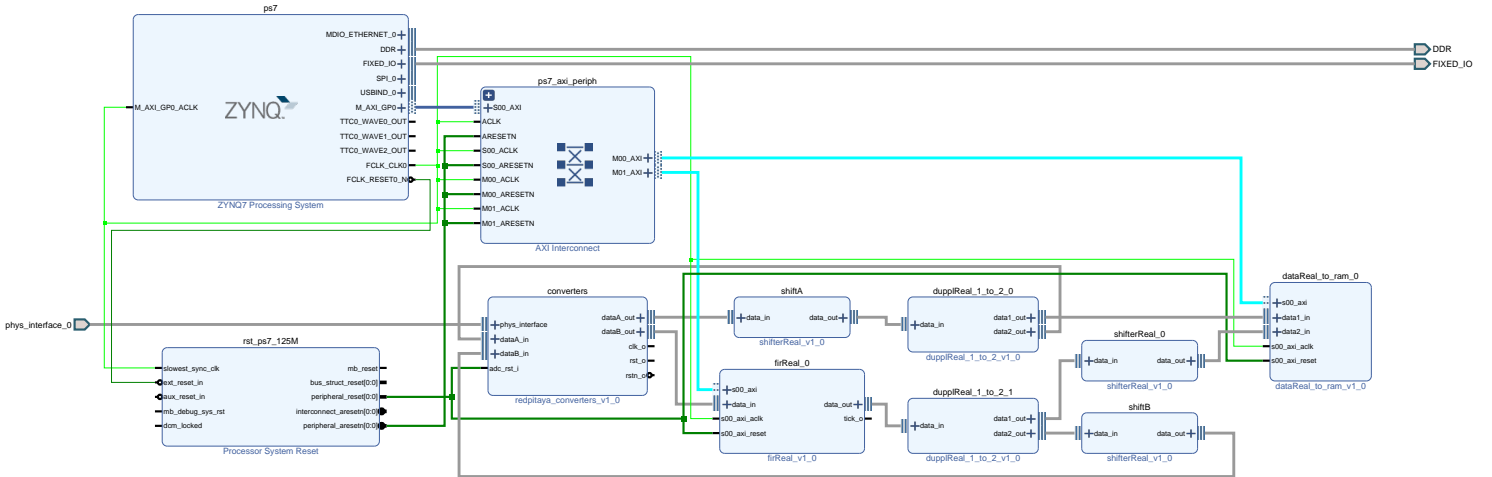 ps7
MDIO_ETHERNET_0
DDR
FIXED_IO
SPI_0
USBIND_0
M_AXI_GP0
TTC0_WAVE0_OUT
TTC0_WAVE1_OUT
TTC0_WAVE2_OUT
FCLK_CLK0
FCLK_RESET0_N
M_AXI_GP0_ACLK
ZYNQ
ZYNQ7 Processing System
DDR
FIXED_IO
ps7_axi_periph
S00_AXI
ACLK
ARESETN
S00_ACLK
S00_ARESETN
M00_ACLK
M00_ARESETN
M01_ACLK
M01_ARESETN
M00_AXI
M01_AXI
AXI Interconnect
phys_interface_0
rst_ps7_125M
slowest_sync_clk
ext_reset_in
aux_reset_in
mb_debug_sys_rst
dcm_locked
mb_reset
bus_struct_reset[0:0]
peripheral_reset[0:0]
interconnect_aresetn[0:0]
peripheral_aresetn[0:0]
Processor System Reset
converters
phys_interface
dataA_in
dataB_in
adc_rst_i
dataA_out
dataB_out
clk_o
rst_o
rstn_o
redpitaya_converters_v1_0
shiftA
data_in
data_out
shifterReal_v1_0
firReal_0
s00_axi
data_in
s00_axi_aclk
s00_axi_reset
data_out
tick_o
firReal_v1_0
dupplReal_1_to_2_0
data_in
data1_out
data2_out
dupplReal_1_to_2_v1_0
dupplReal_1_to_2_1
data_in
data1_out
data2_out
dupplReal_1_to_2_v1_0
shifterReal_0
data_in
data_out
shifterReal_v1_0
shiftB
data_in
data_out
shifterReal_v1_0
dataReal_to_ram_0
s00_axi
data1_in
data2_in
s00_axi_aclk
s00_axi_reset
dataReal_to_ram_v1_0